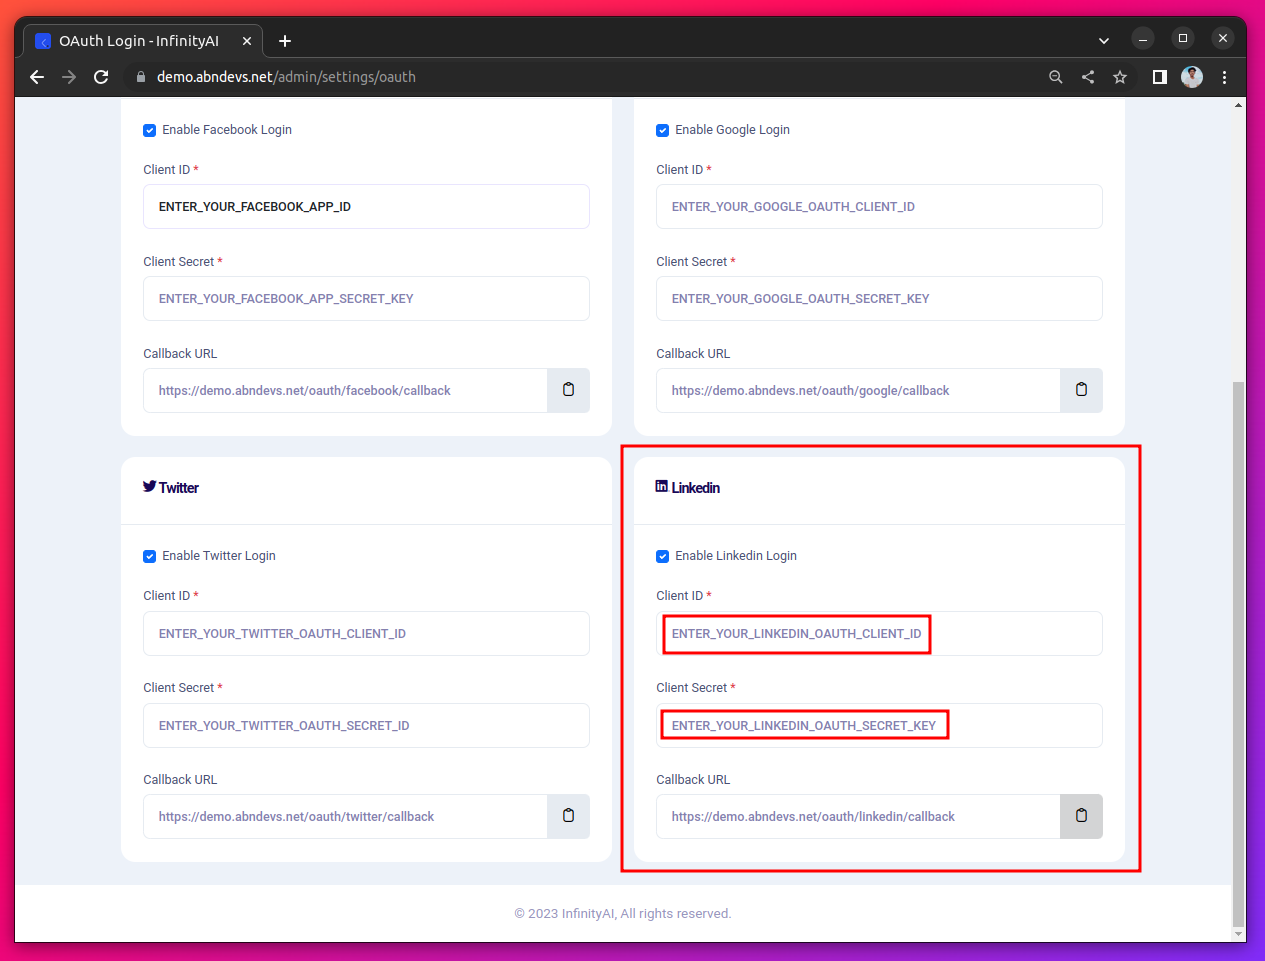 OAuth Login - InfinityAI
demo.abndevs.net/admin/settings/oauth
Enable Facebook Login
Client ID *
ENTER_YOUR_FACEBOOK_APP_ID
Client Secret *
ENTER_YOUR_FACEBOOK_APP_SECRET_KEY
Callback URL
https://demo.abndevs.net/oauth/facebook/callback
Enable Google Login
Client ID *
ENTER_YOUR_GOOGLE_OAUTH_CLIENT_ID
Client Secret *
ENTER_YOUR_GOOGLE_OAUTH_SECRET_KEY
Callback URL
https://demo.abndevs.net/oauth/google/callback
Twitter
Enable Twitter Login
Client ID *
ENTER_YOUR_TWITTER_OAUTH_CLIENT_ID
Client Secret *
ENTER_YOUR_TWITTER_OAUTH_SECRET_ID
Callback URL
https://demo.abndevs.net/oauth/twitter/callback
in Linkedin
Enable Linkedin Login
Client ID *
ENTER_YOUR_LINKEDIN_OAUTH_CLIENT_ID
Client Secret *
ENTER_YOUR_LINKEDIN_OAUTH_SECRET_KEY
Callback URL
https://demo.abndevs.net/oauth/linkedin/callback
© 2023 InfinityAI, All rights reserved.